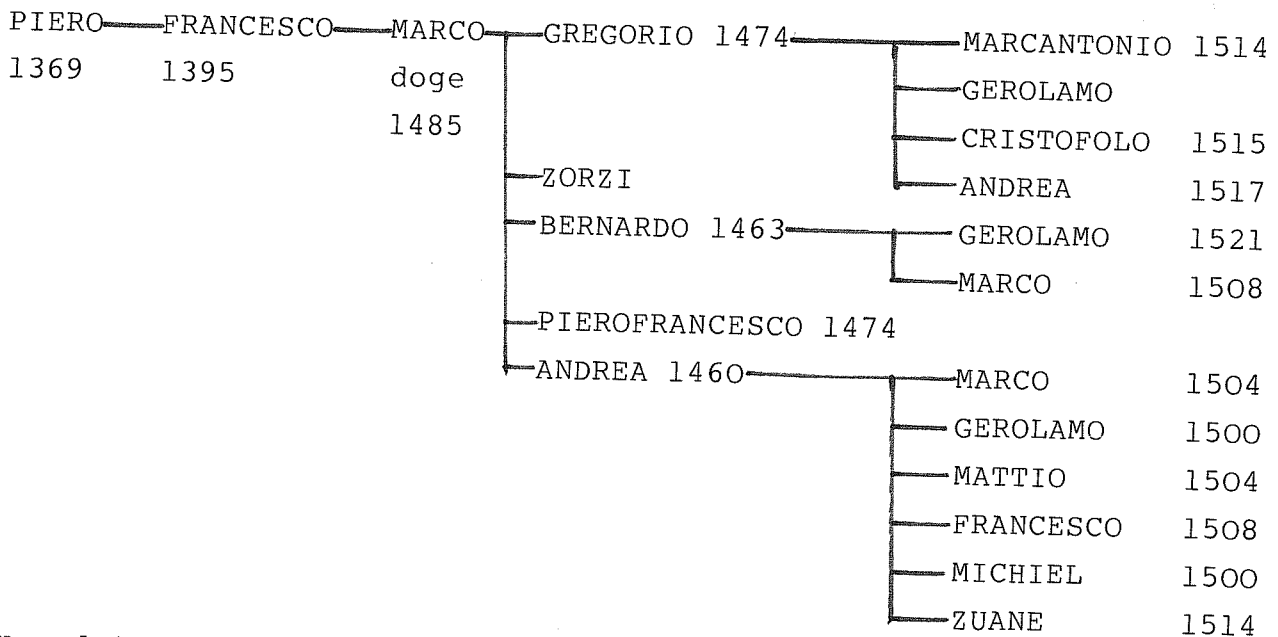 PIERO FRANCESCO MARCO GREGORIO 1474 MARCANTONIO 1514
1369 1395 doge GEROLAMO
1485 CRISTOFOLO 1515
ZORZI ANDREA 1517
BERNARDO 1463 GEROLAMO 1521
MARCO 1508
PIEROFRANCESCO 1474
ANDREA 1460 MARCO 1504
GEROLAMO 1500
MATTIO 1504
FRANCESCO 1508
MICHIEL 1500
ZUANE 1514